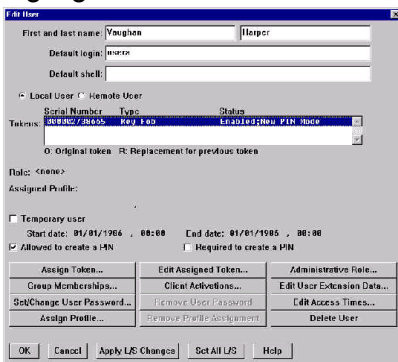 Edit User
First and last name: Vaughan Harper
Default login: usera
Default shell:
Local User Remote User
Serial Number Type Status
Tokens: 000002738665 Key Fob Enabled;New PIN Mode
O: Original token R: Replacement for previous token
Role: <none>
Assigned Profile:
Temporary user
Start date: 01/01/1986 , 00:00 End date: 01/01/1986 , 00:00
Allowed to create a PIN Required to create a PIN
Assign Token... Edit Assigned Token... Administrative Role...
Group Memberships... Client Activations... Edit User Extension Data...
Set/Change User Password... Remove User Password Edit Access Times...
Assign Profile... Remove Profile Assignment Delete User
OK Cancel Apply L/S Changes Set All L/S Help